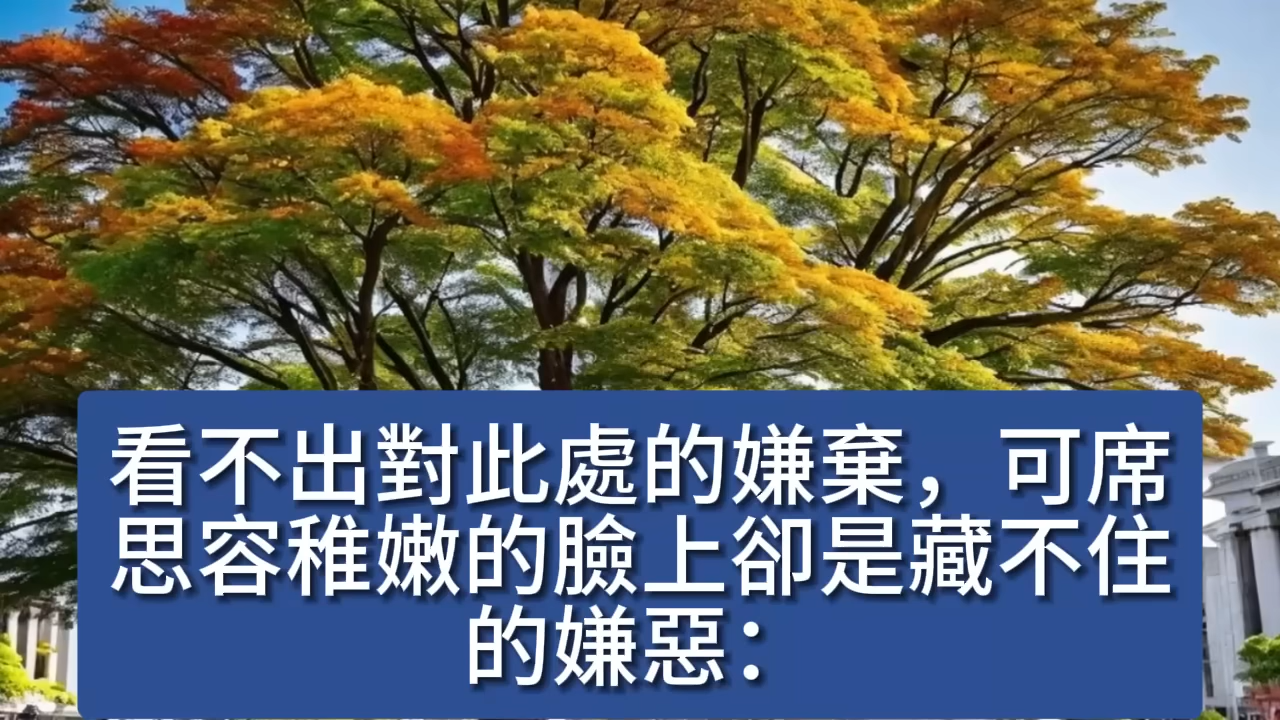 看不出對此處的嫌棄，可席
思容稚嫩的臉上卻是藏不住
的嫌惡：